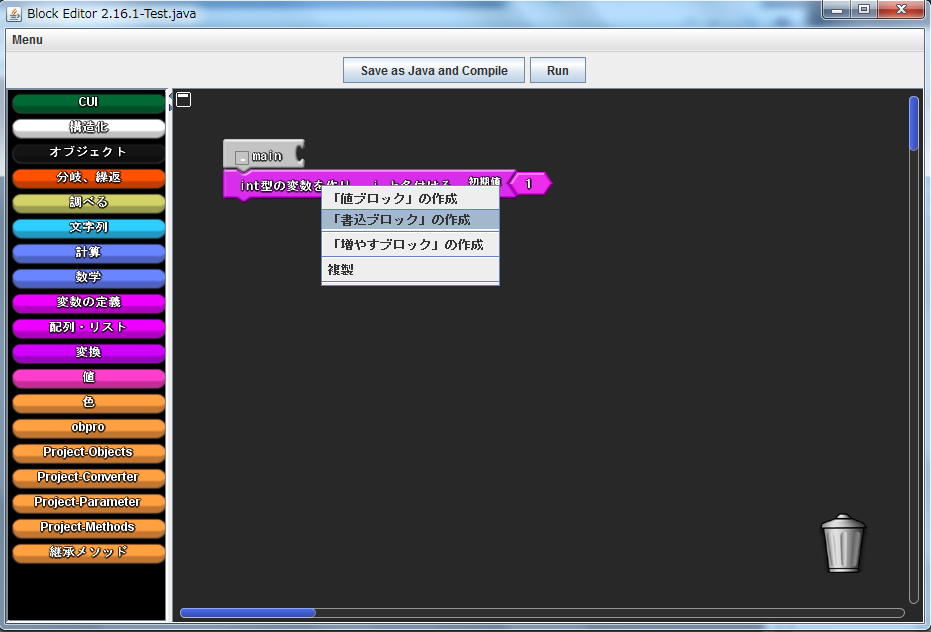 Block Editor 2.16.1-Test.java
Menu
Save as Java and Compile
Run
CUI
構造化
オブジェクト
分岐、繰返
調べる
文字列
計算
数学
変数の定義
配列・リスト
変換
値
色
obpro
Project-Objects
Project-Converter
Project-Parameter
Project-Methods
継承メソッド
main
int型の変数を作り、 i と名付ける 初期値 1
「値ブロック」の作成
「書込ブロック」の作成
「増やすブロック」の作成
複製